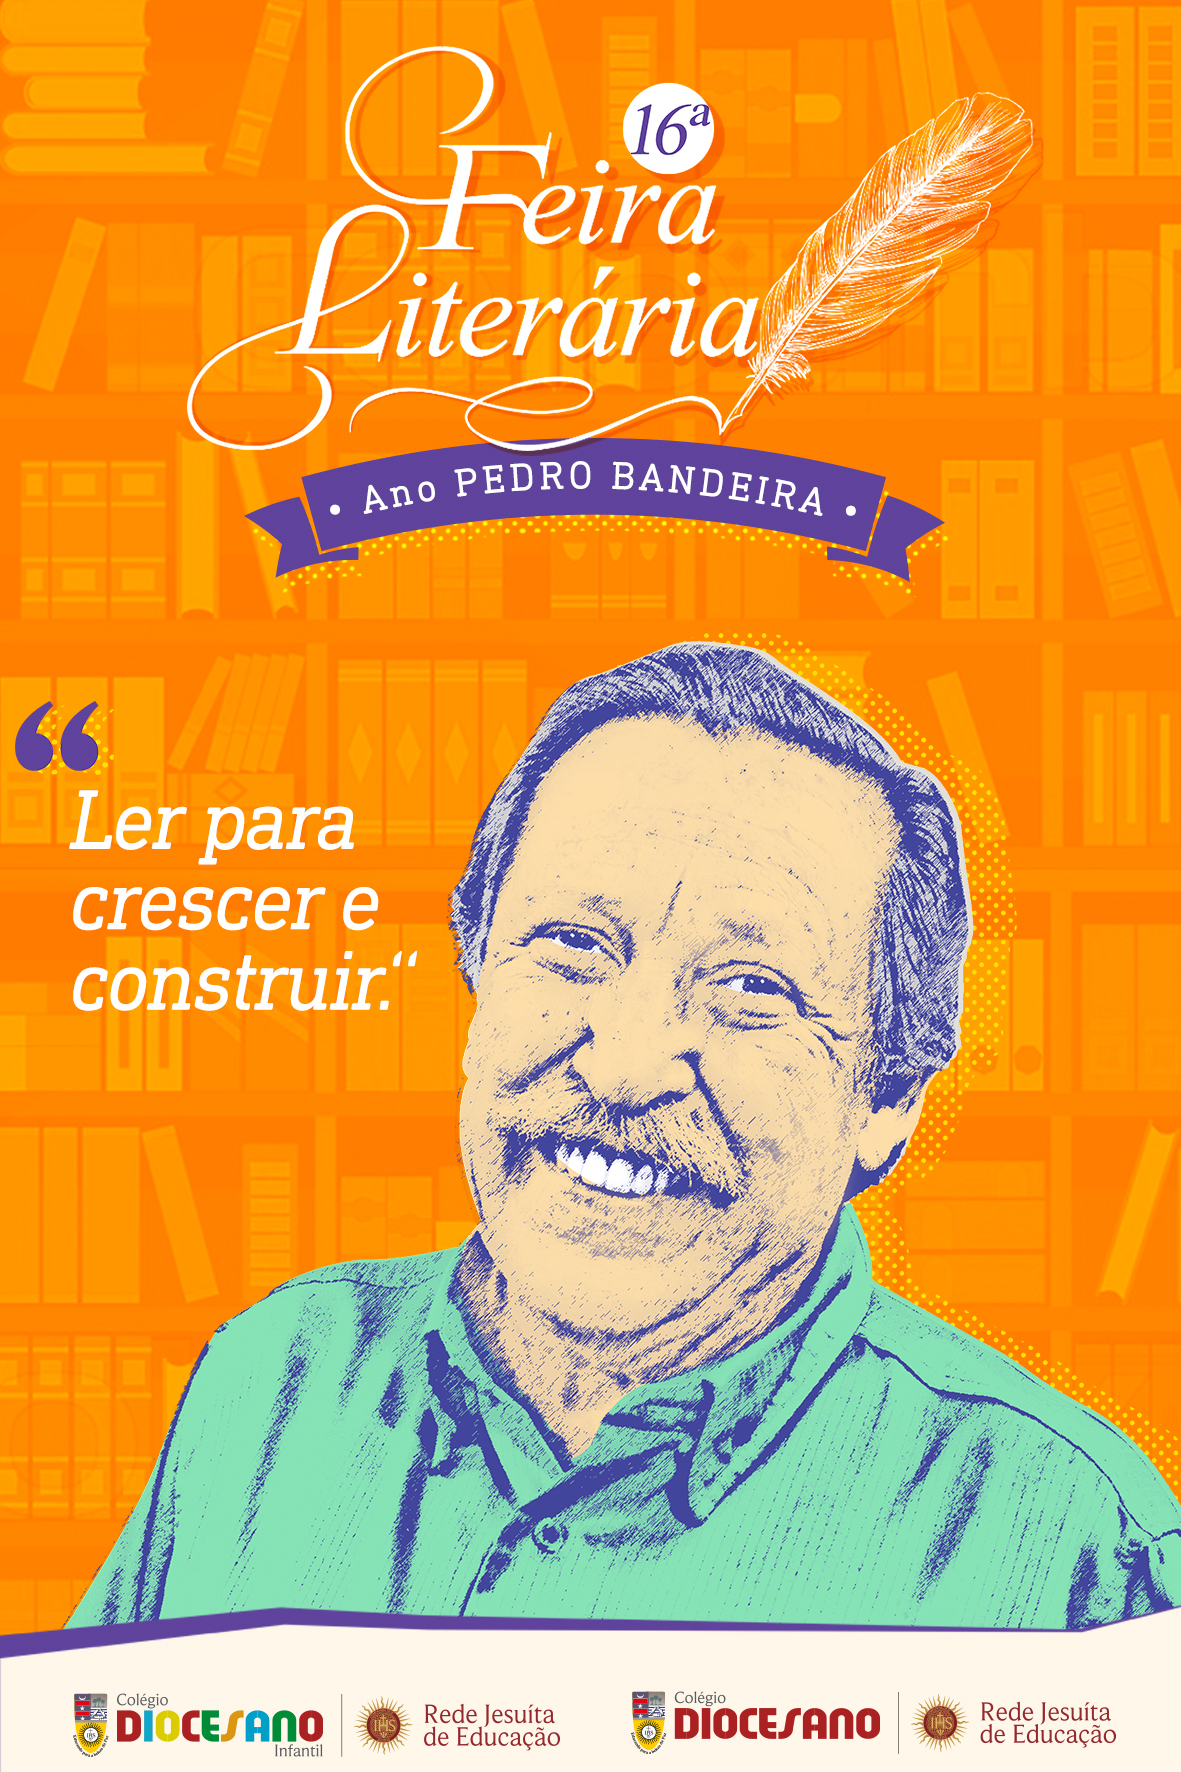 16ª
Feira
Literária
• Ano PEDRO BANDEIRA •
“
Ler para
crescer e
construir.“
Colégio
DIOCESANO
Infantil
Rede Jesuíta
de Educação
Colégio
DIOCESANO
Rede Jesuíta
de Educação